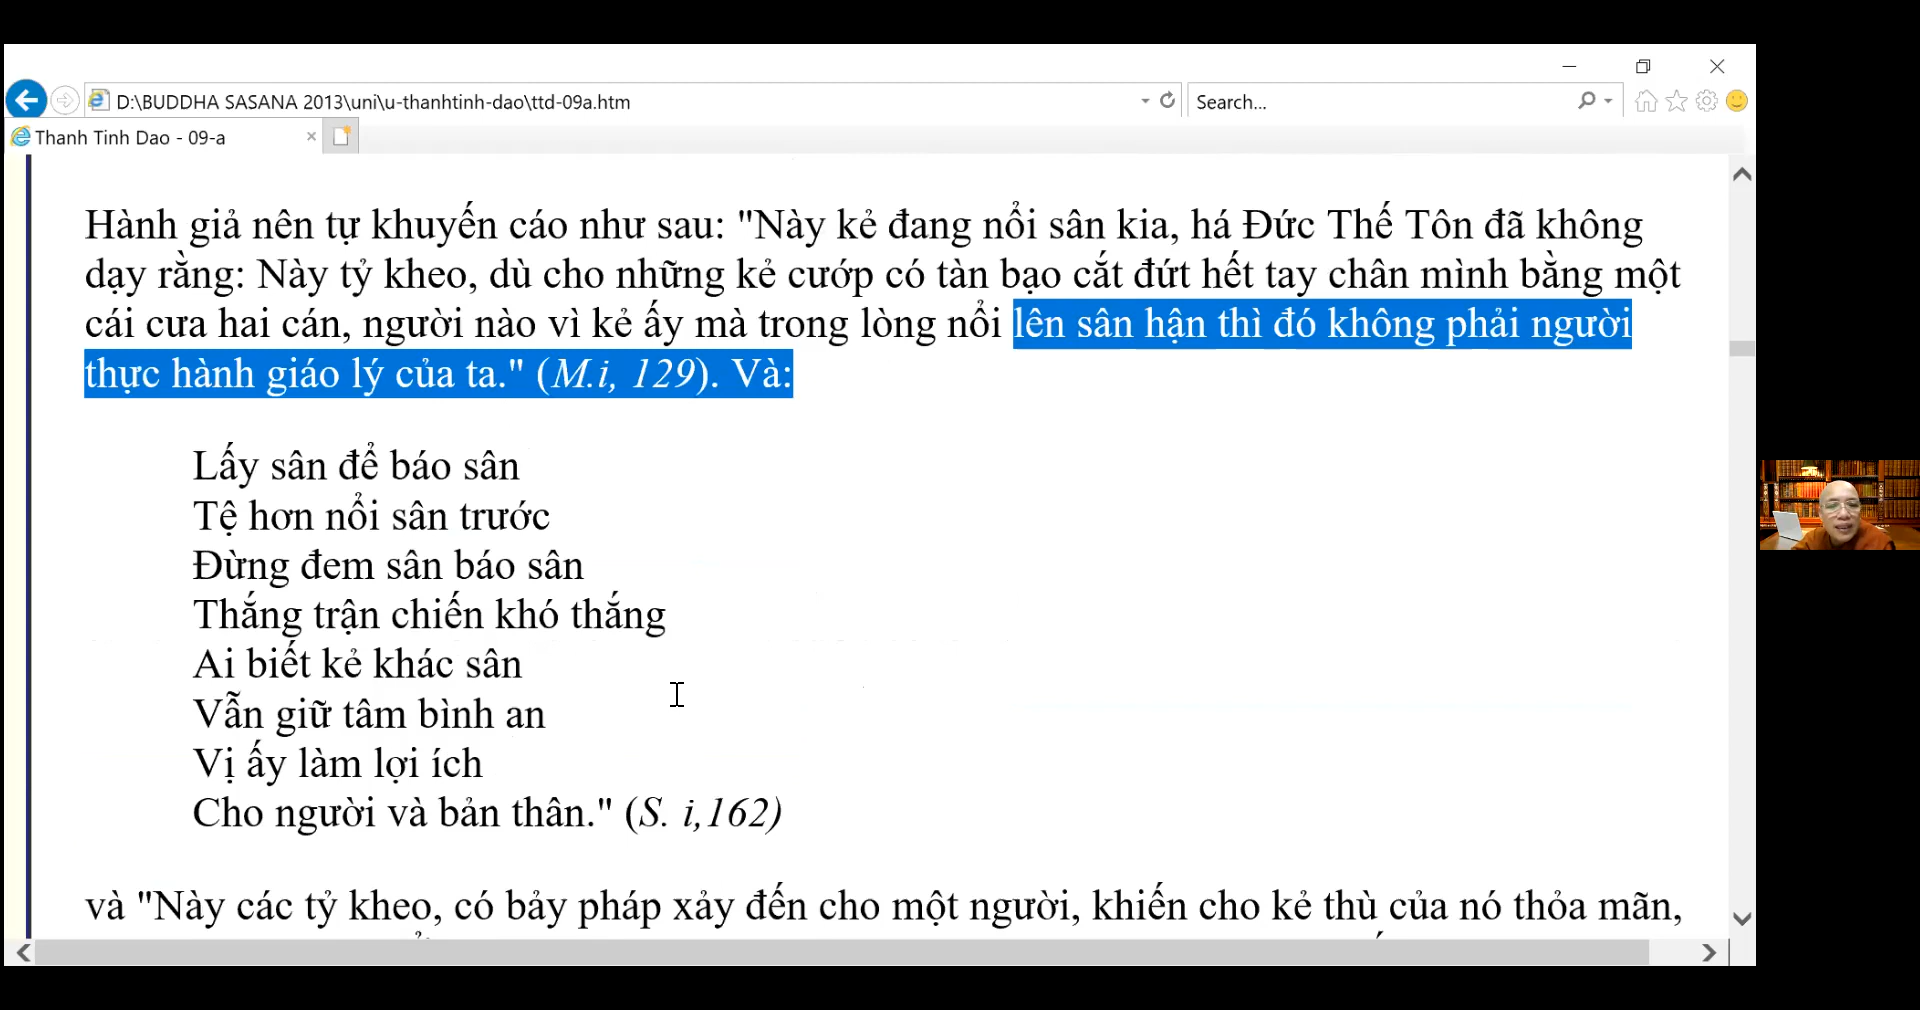 D:\BUDDHA SASANA 2013\uni\u-thanhtinh-dao\ttd-09a.htm
Search...
Thanh Tinh Dao - 09-a
Hành giả nên tự khuyến cáo như sau: "Này kẻ đang nổi sân kia, há Đức Thế Tôn đã không
dạy rằng: Này tỷ kheo, dù cho những kẻ cướp có tàn bạo cắt đứt hết tay chân mình bằng một
cái cưa hai cán, người nào vì kẻ ấy mà trong lòng nổi lên sân hận thì đó không phải người
thực hành giáo lý của ta." (M.i, 129). Và:
Lấy sân để báo sân
Tệ hơn nổi sân trước
Đừng đem sân báo sân
Thắng trận chiến khó thắng
Ai biết kẻ khác sân
Vẫn giữ tâm bình an
Vị ấy làm lợi ích
Cho người và bản thân." (S. i,162)
và "Này các tỷ kheo, có bảy pháp xảy đến cho một người, khiến cho kẻ thù của nó thỏa mãn,